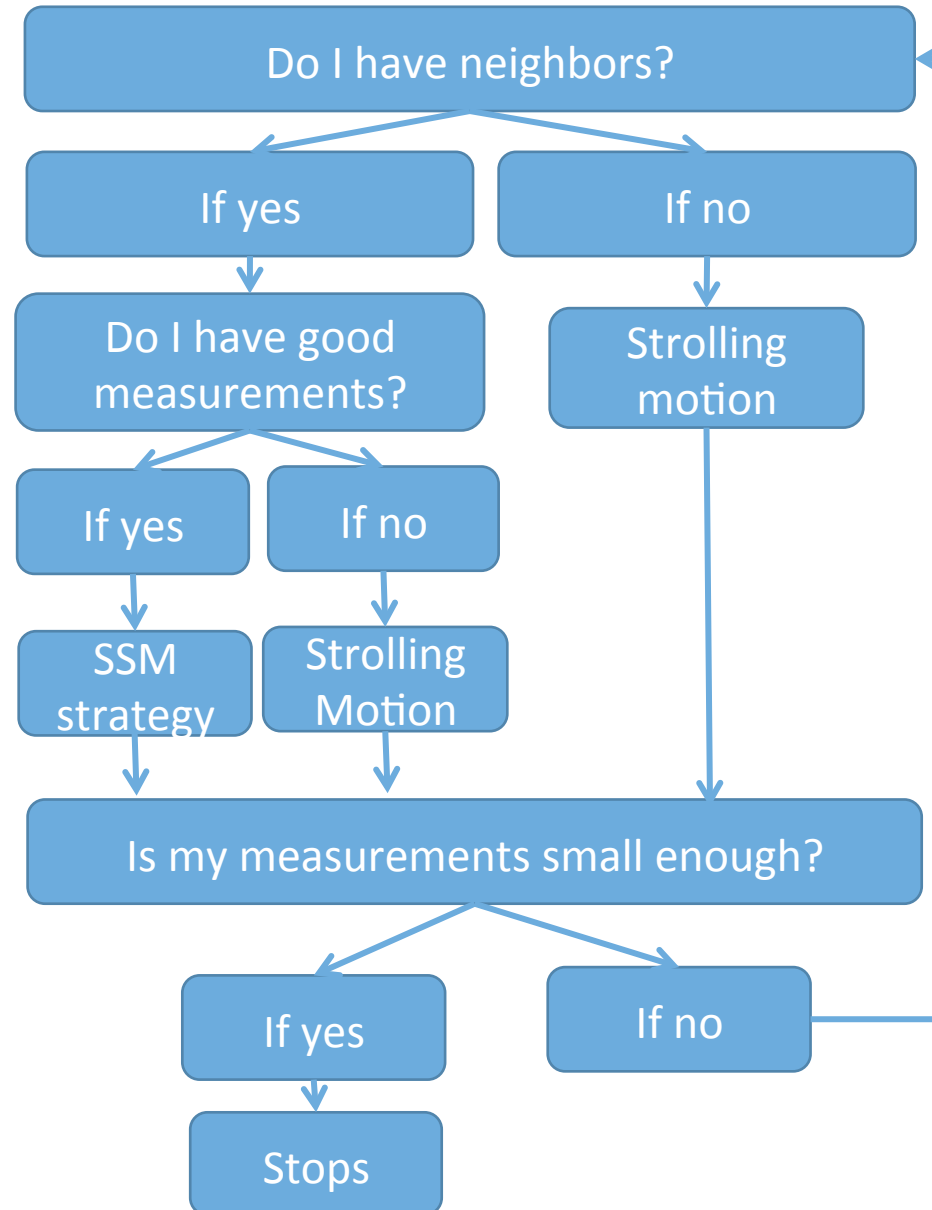 Do I have neighbors?
If yes
If no
Do I have good
measurements?
Strolling
motion
If yes
If no
SSM
strategy
Strolling
Motion
Is my measurements small enough?
If yes
If no
Stops